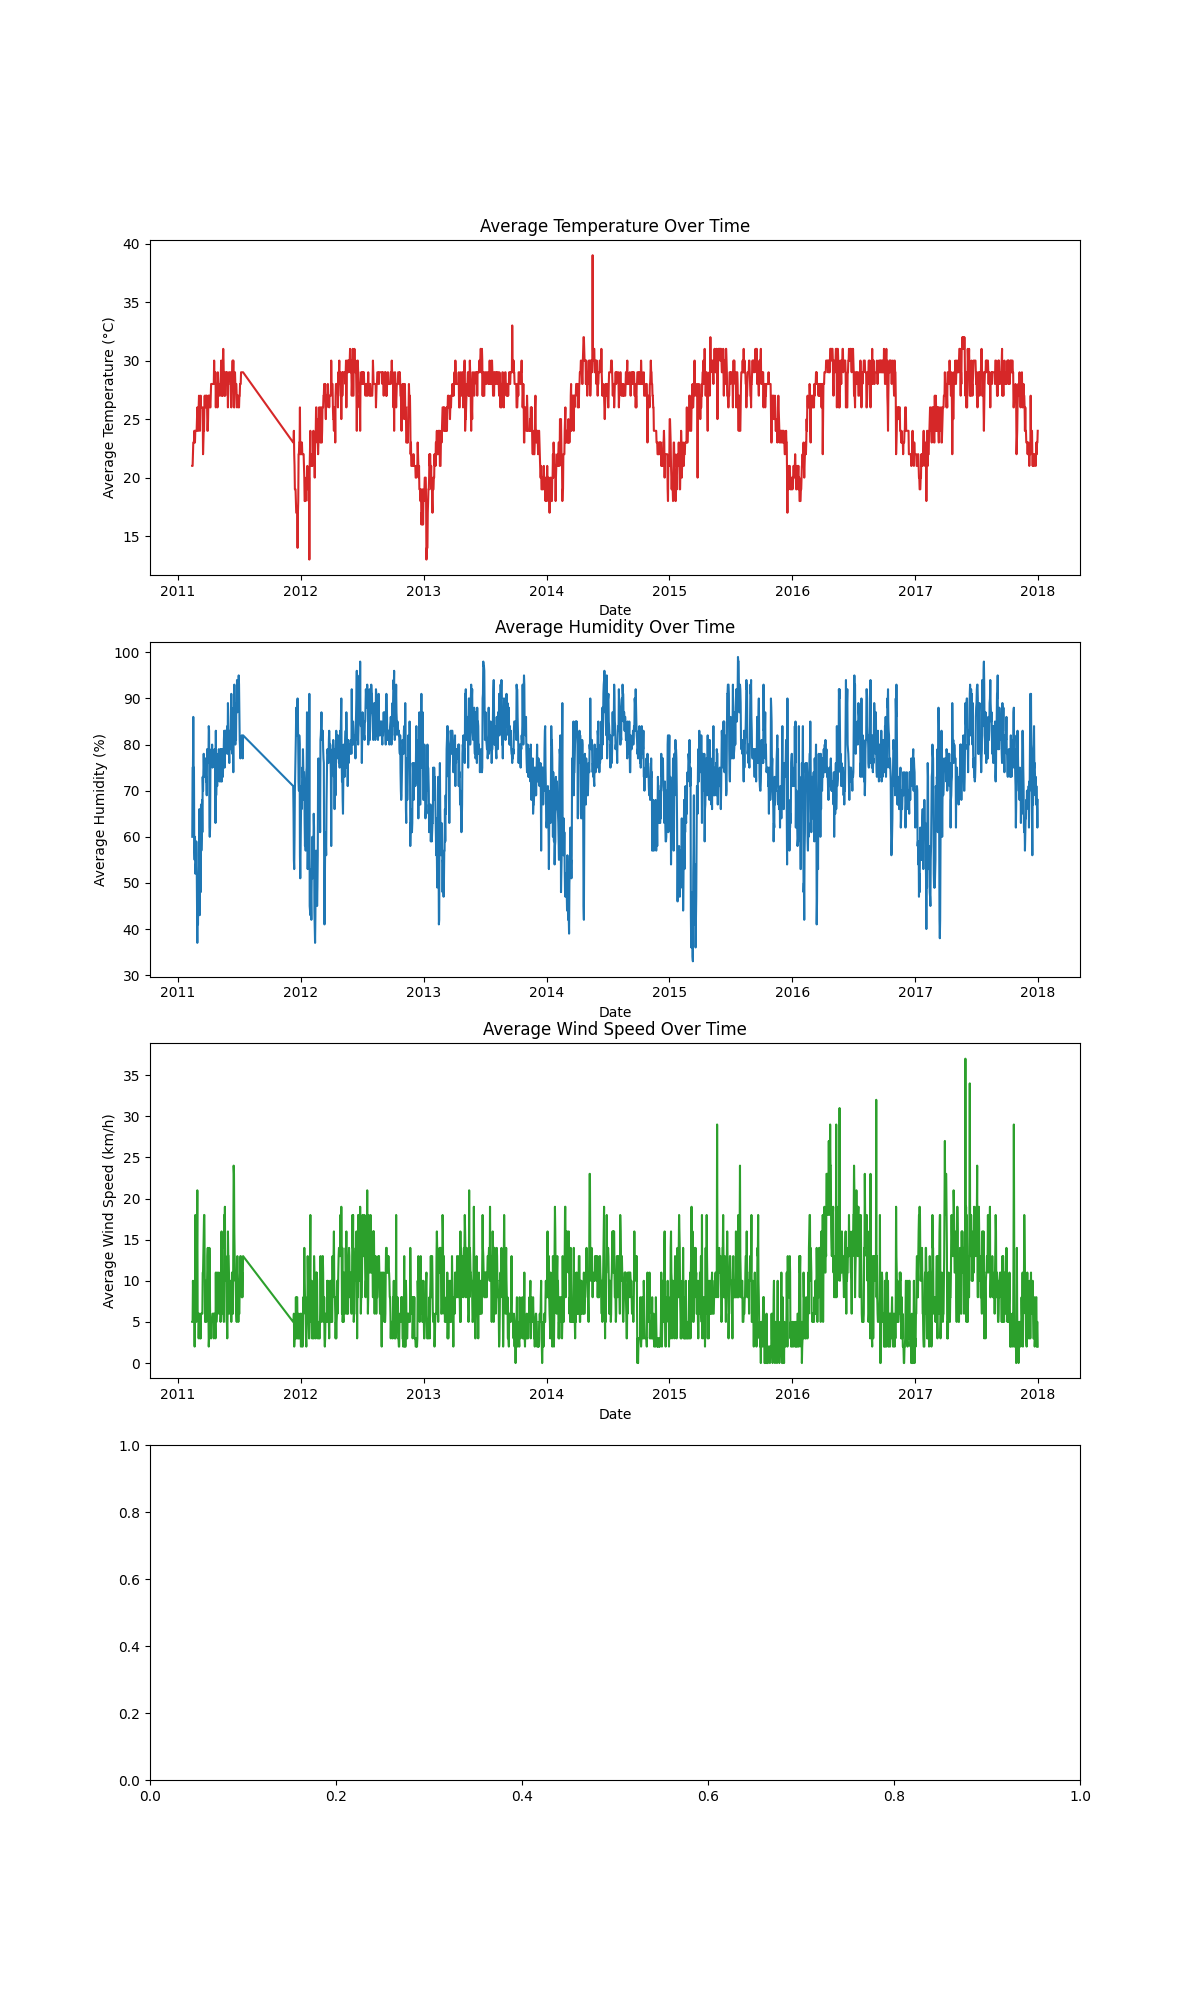 Average Temperature Over Time
40
35
30
25
20
15
Average Temperature (°C)
2011 2012 2013 2014 2015 2016 2017 2018
Date
Average Humidity Over Time
100
90
80
70
60
50
40
30
Average Humidity (%)
2011 2012 2013 2014 2015 2016 2017 2018
Date
Average Wind Speed Over Time
35
30
25
20
15
10
5
0
Average Wind Speed (km/h)
2011 2012 2013 2014 2015 2016 2017 2018
Date
1.0
0.8
0.6
0.4
0.2
0.0
0.0 0.2 0.4 0.6 0.8 1.0